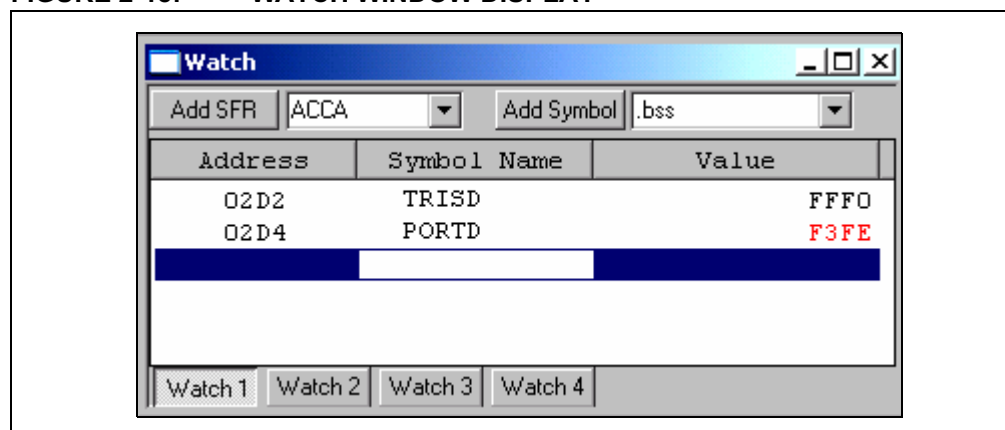 Watch
Add SFR ACCA Add Symbol .bss
Address Symbol Name Value
02D2 TRISD FFF0
02D4 PORTD F3FE
Watch 1 Watch 2 Watch 3 Watch 4